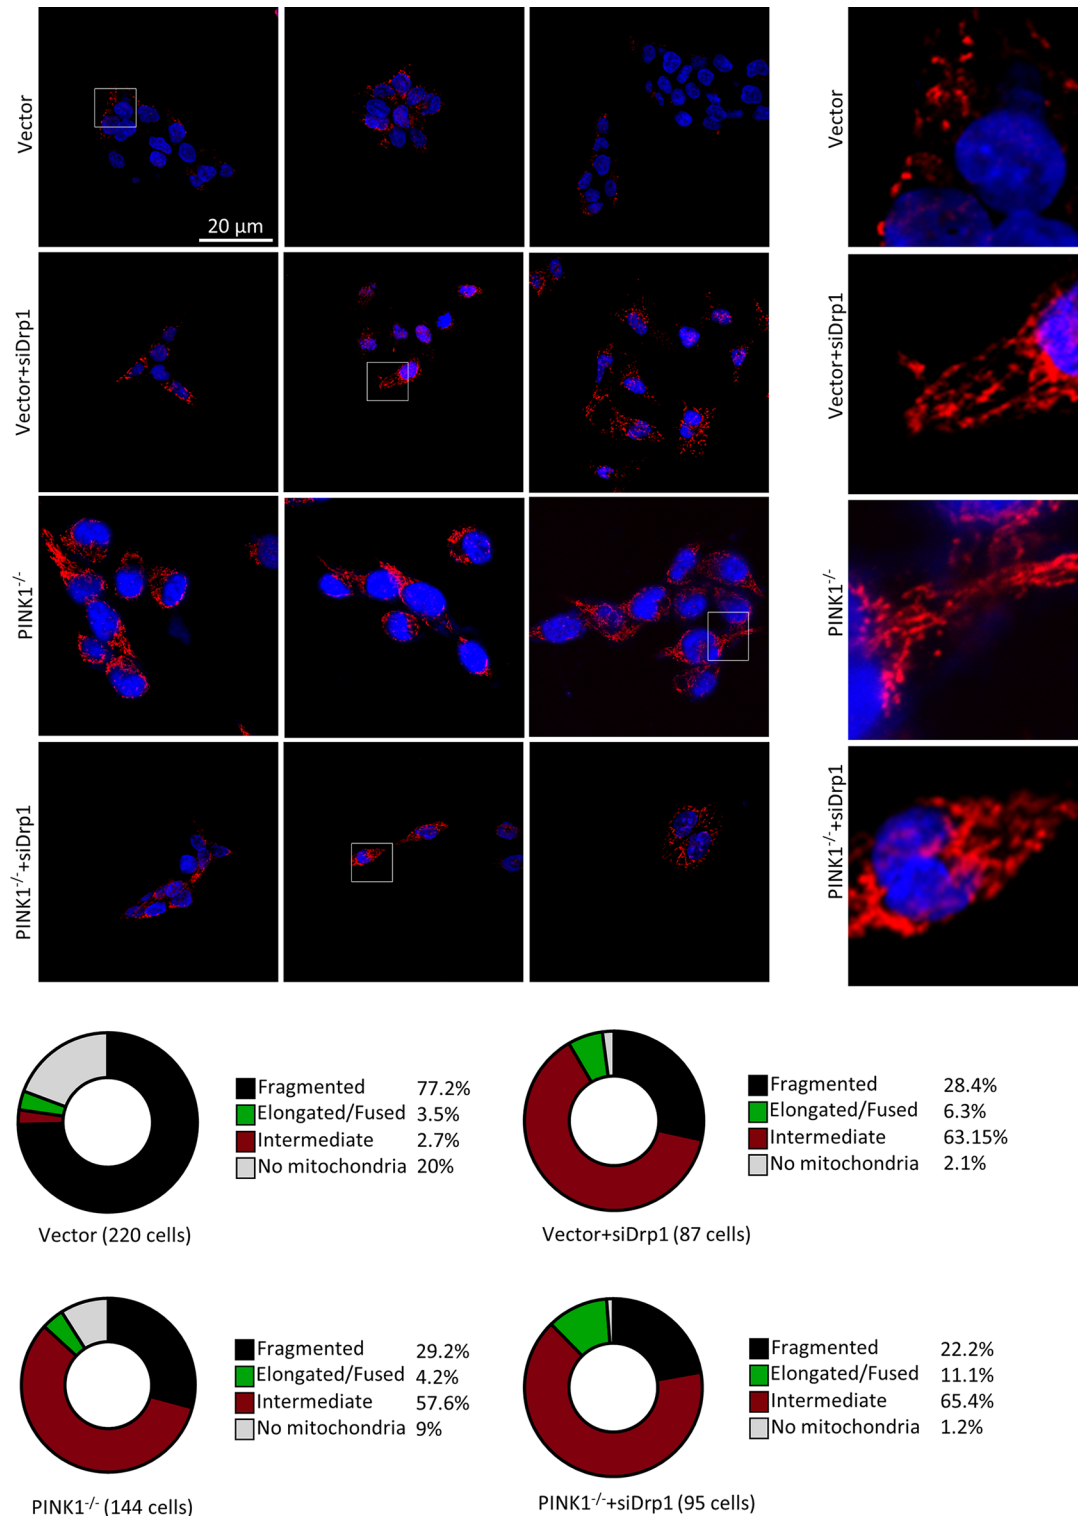 Vector
Vector
20 µm
Vector+siDrp1
Vector+siDrp1
PINK1-/-
PINK1-/-
PINK1-/-+siDrp1
PINK1-/-+siDrp1
Fragmented 77.2%
Elongated/Fused 3.5%
Intermediate 2.7%
No mitochondria 20%
Vector (220 cells)
Fragmented 28.4%
Elongated/Fused 6.3%
Intermediate 63.15%
No mitochondria 2.1%
Vector+siDrp1 (87 cells)
Fragmented 29.2%
Elongated/Fused 4.2%
Intermediate 57.6%
No mitochondria 9%
PINK1-/- (144 cells)
Fragmented 22.2%
Elongated/Fused 11.1%
Intermediate 65.4%
No mitochondria 1.2%
PINK1-/-+siDrp1 (95 cells)